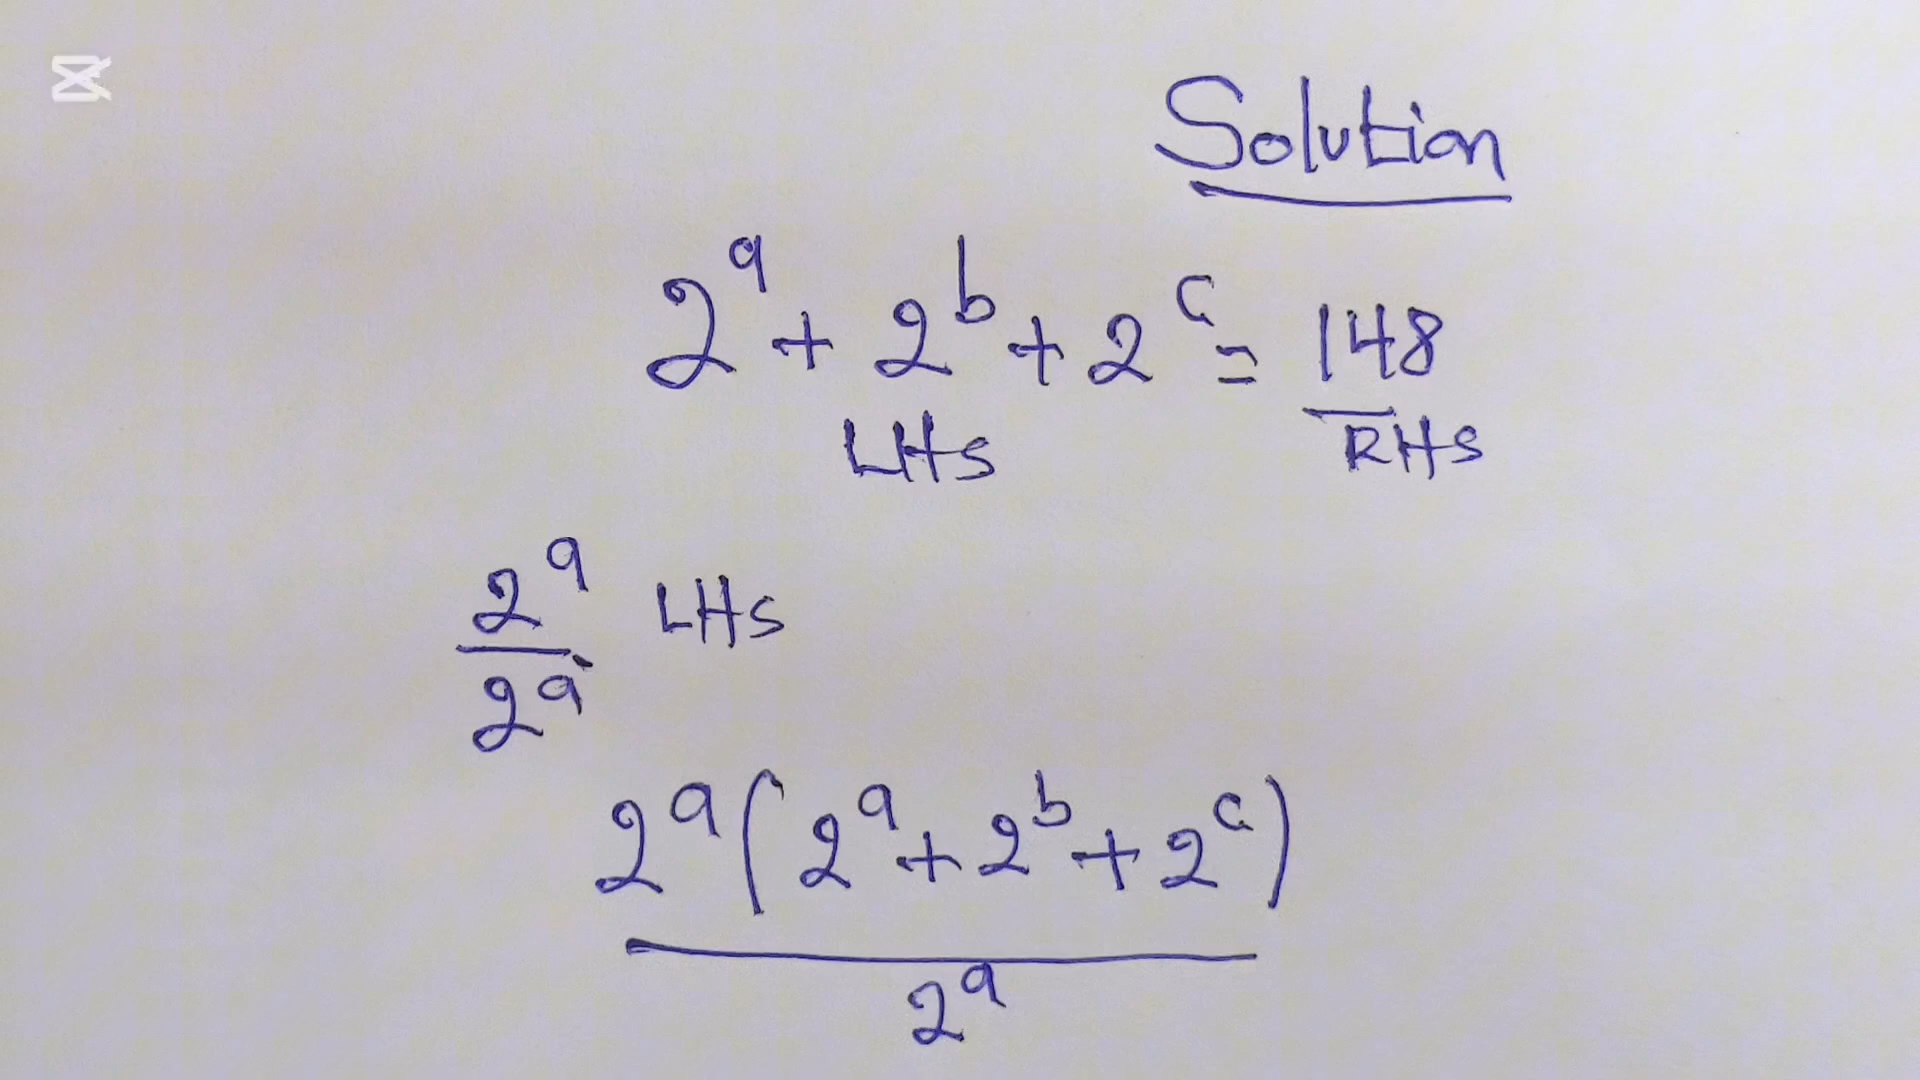 Solution
2^a + 2^b + 2^c = 148
LHS RHS
2^a/2^a LHS
2^a(2^a + 2^b + 2^c)
2^a